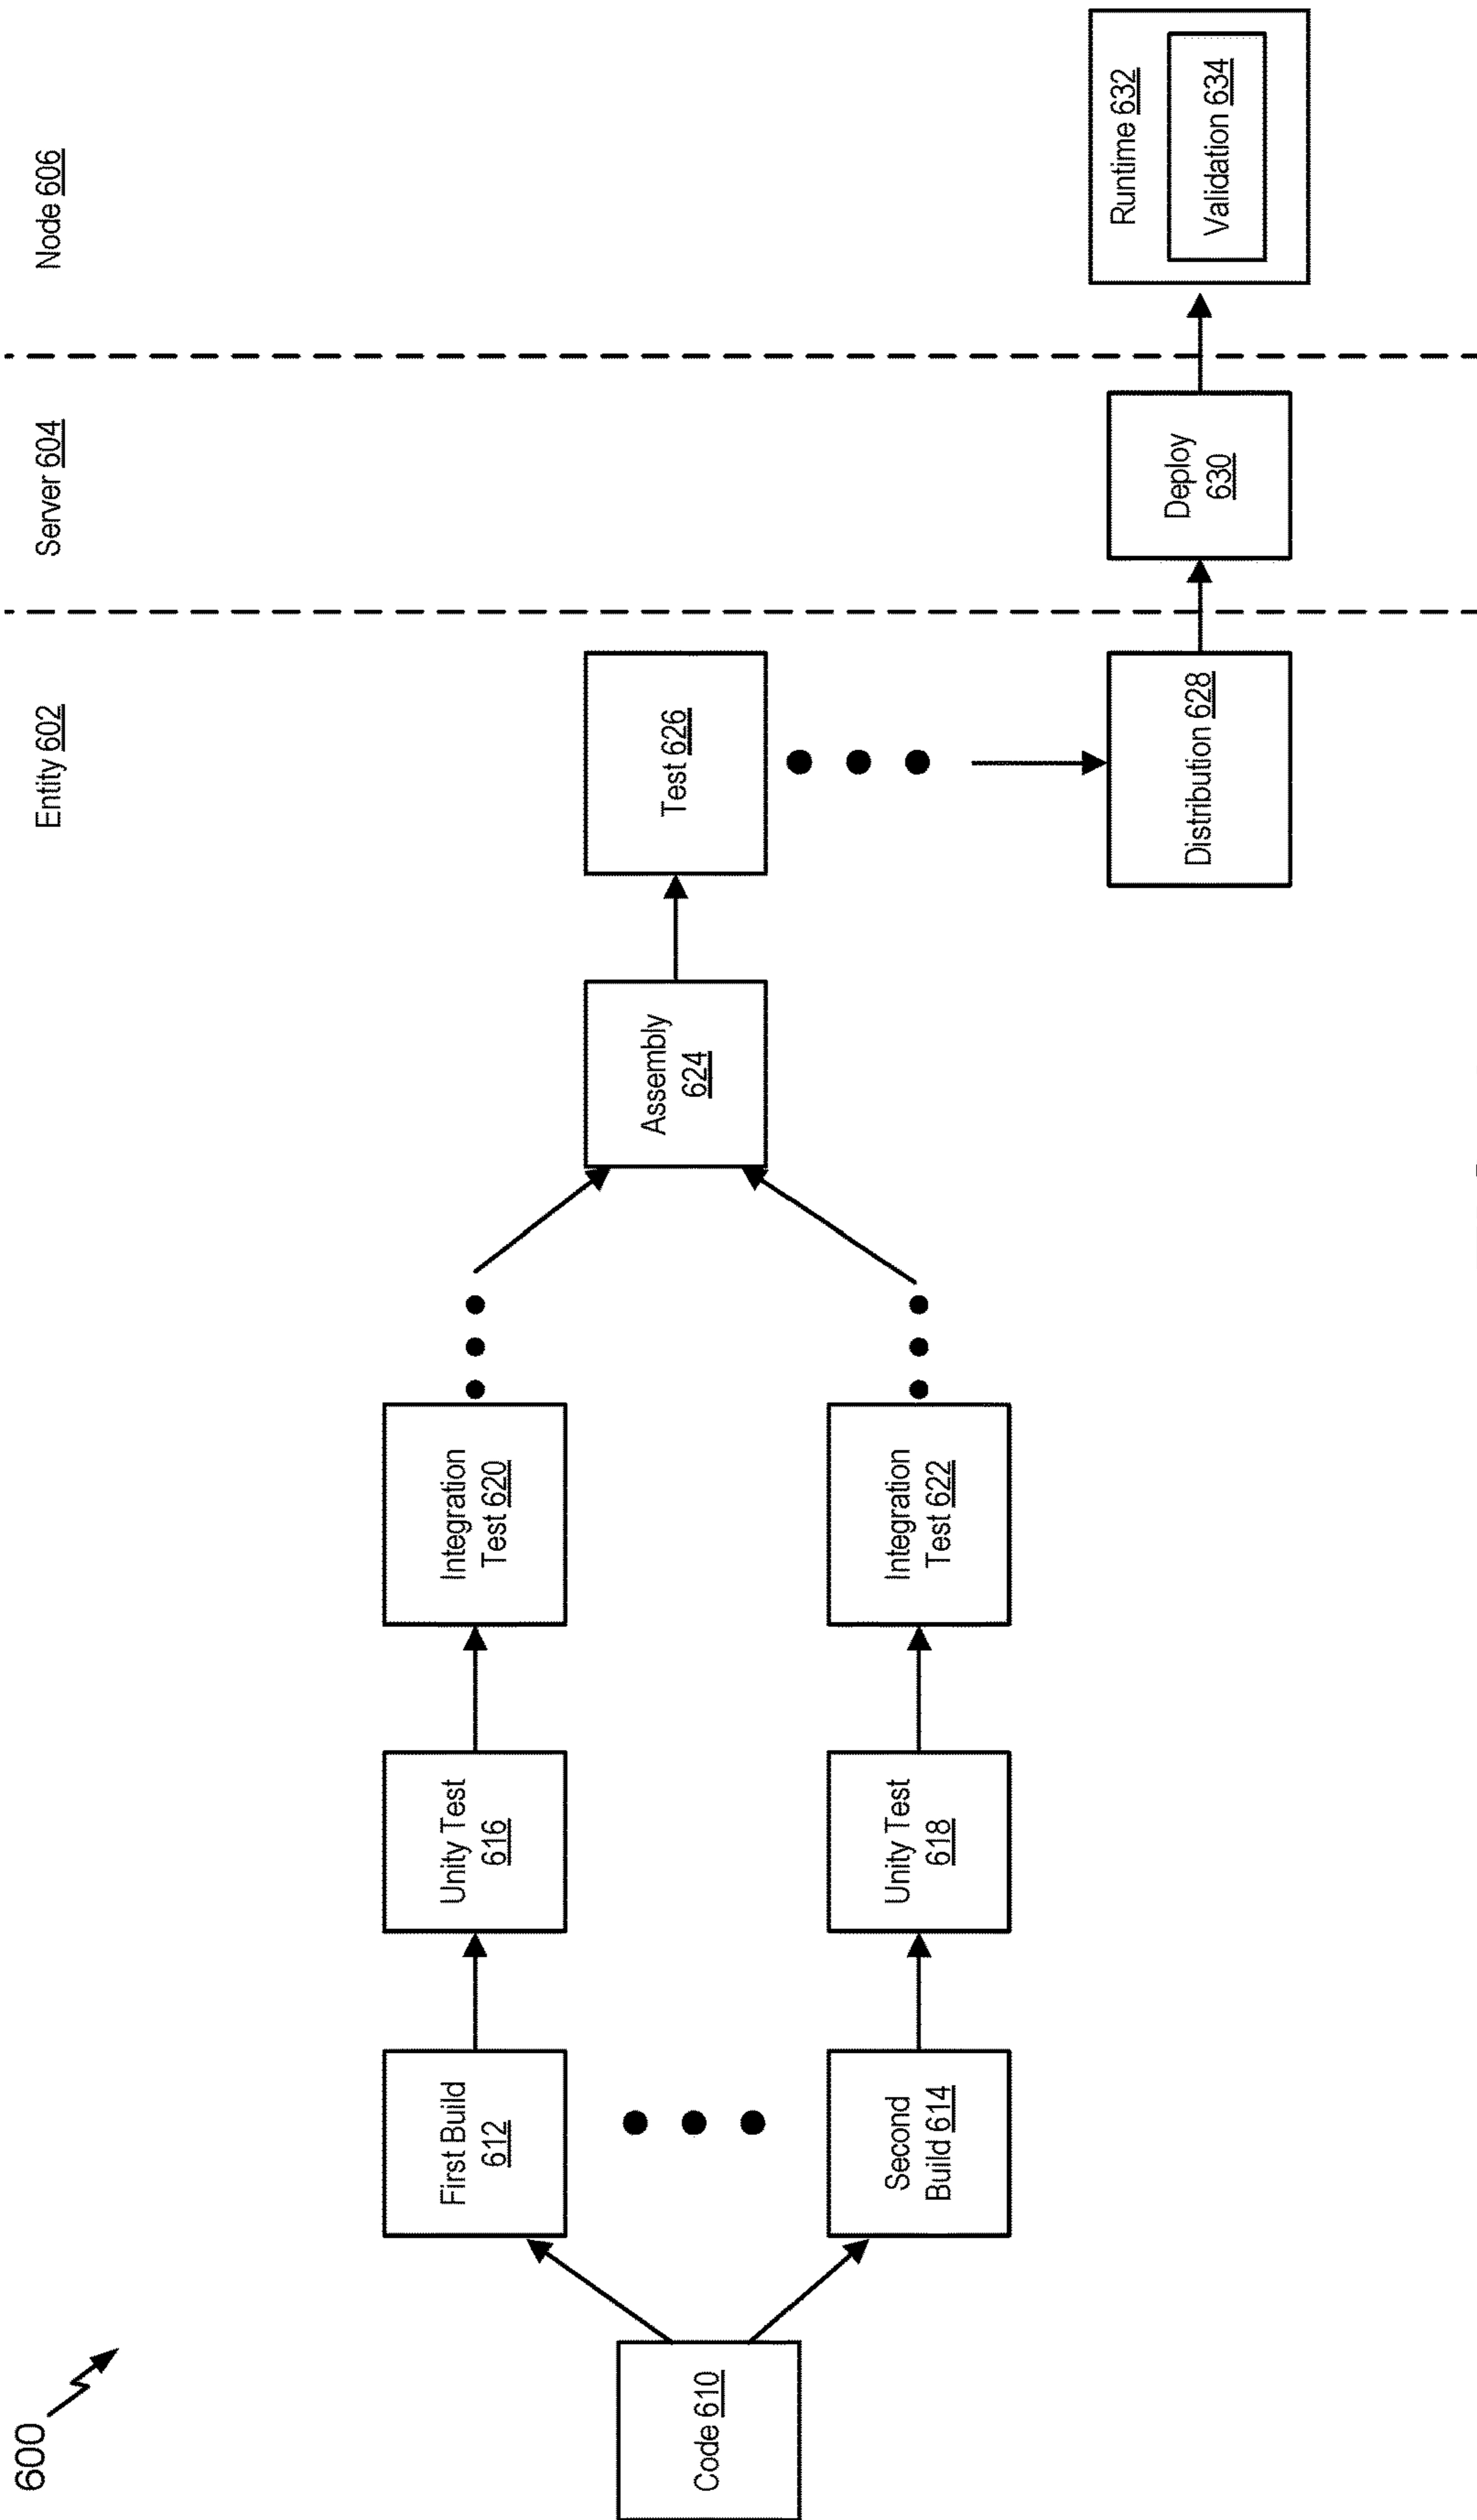 600
Entity 602
Server 604
Node 606
Code 610
First Build
612
Second
Build 614
Unity Test
616
Unity Test
618
Integration
Test 620
Integration
Test 622
Assembly
624
Test 626
Distribution 628
Deploy
630
Runtime 632
Validation 634